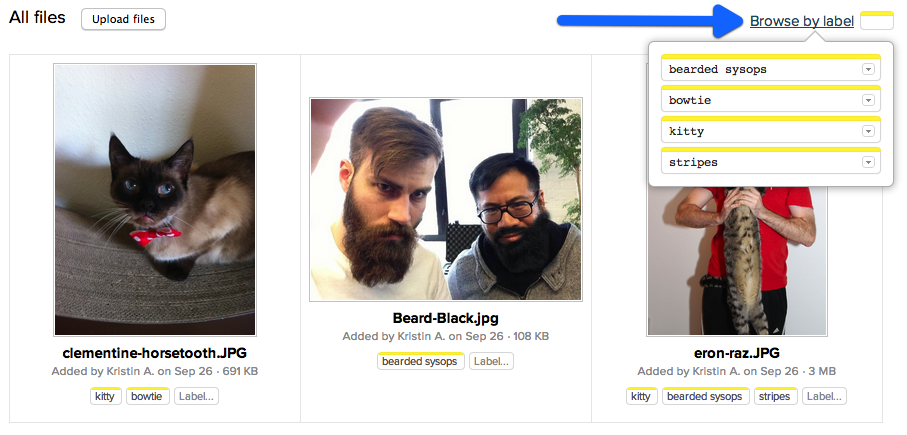 All files
Upload files
Browse by label
bearded sysops
bowtie
kitty
stripes
clementine-horsetooth.JPG
Added by Kristin A. on Sep 26 · 691 KB
kitty bowtie Label...
Beard-Black.jpg
Added by Kristin A. on Sep 26 · 108 KB
bearded sysops Label...
eron-raz.JPG
Added by Kristin A. on Sep 26 · 3 MB
kitty bearded sysops stripes Label...